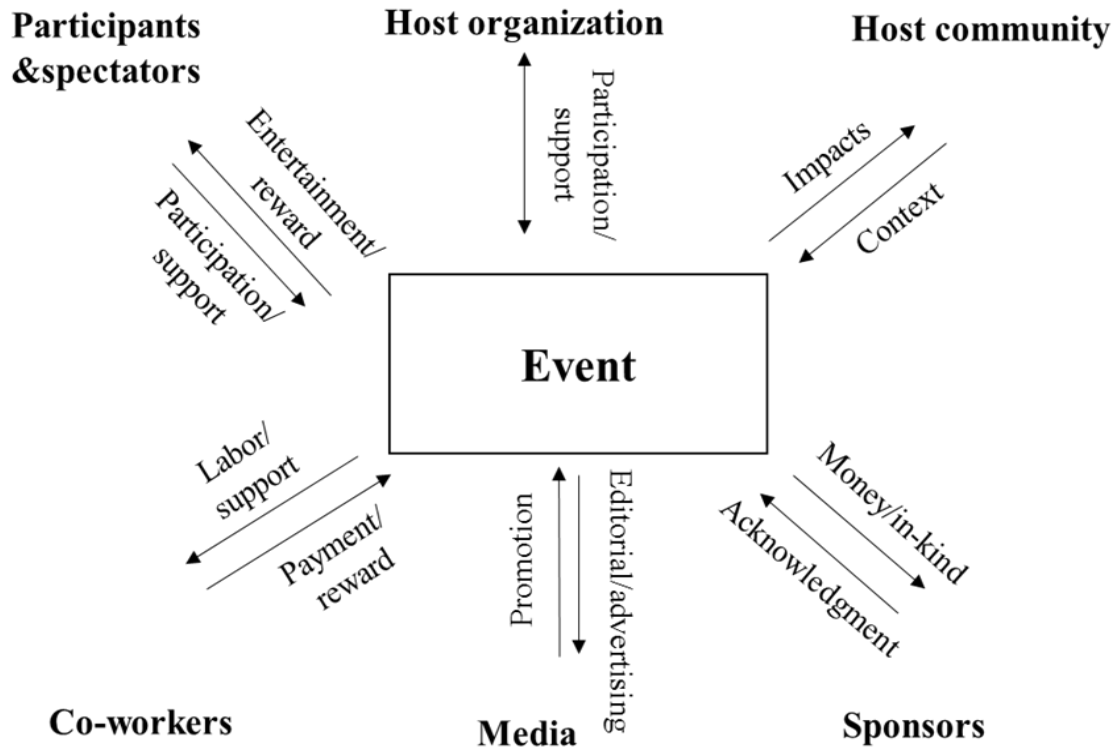 Participants
&spectators
Host organization
Host community
Entertainment/
reward
Participation/
support
Participation/
support
Impacts
Context
Event
Labor/
support
Payment/
reward
Promotion
Editorial/advertising
Money/in-kind
Acknowledgment
Co-workers
Media
Sponsors